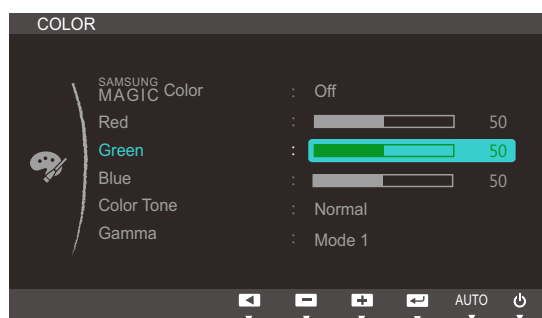 COLOR
SAMSUNG MAGIC Color : Off
Red : 50
Green : 50
Blue : 50
Color Tone : Normal
Gamma : Mode 1
AUTO